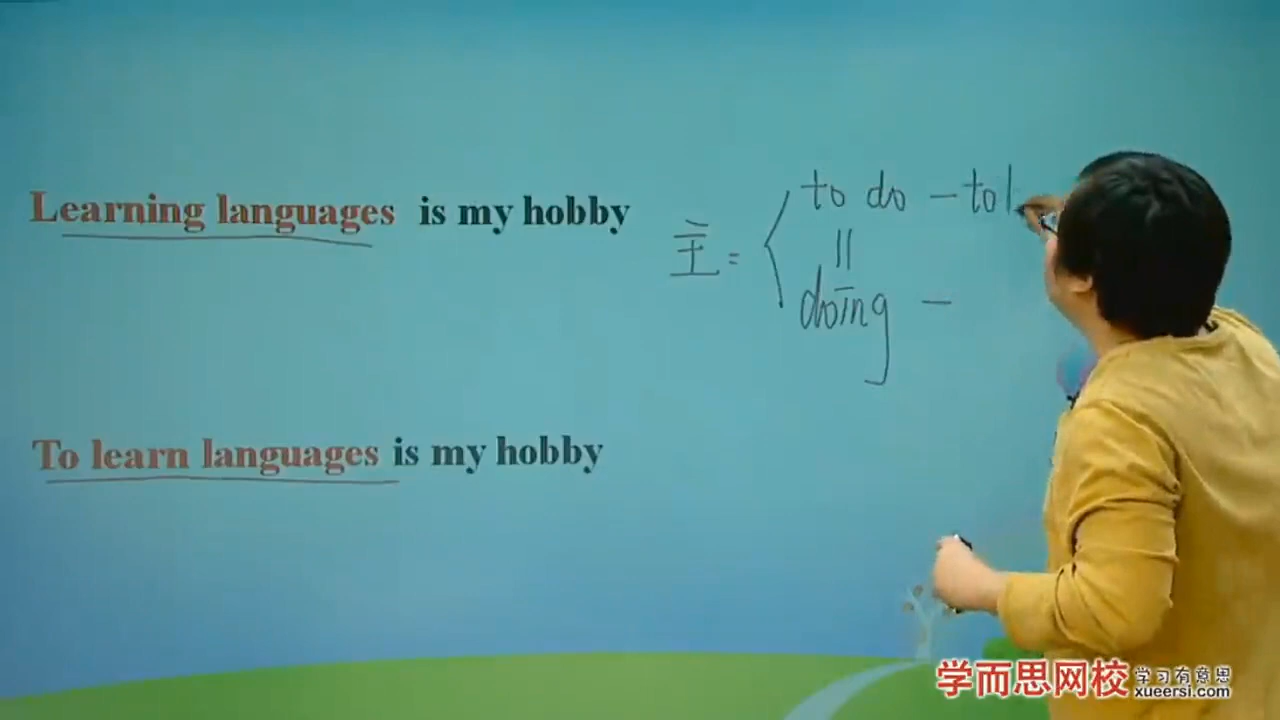 Learning languages is my hobby
主 =
to do – tol
=
doing –
To learn languages is my hobby
学而思网校 学习有意思
xueersi.com